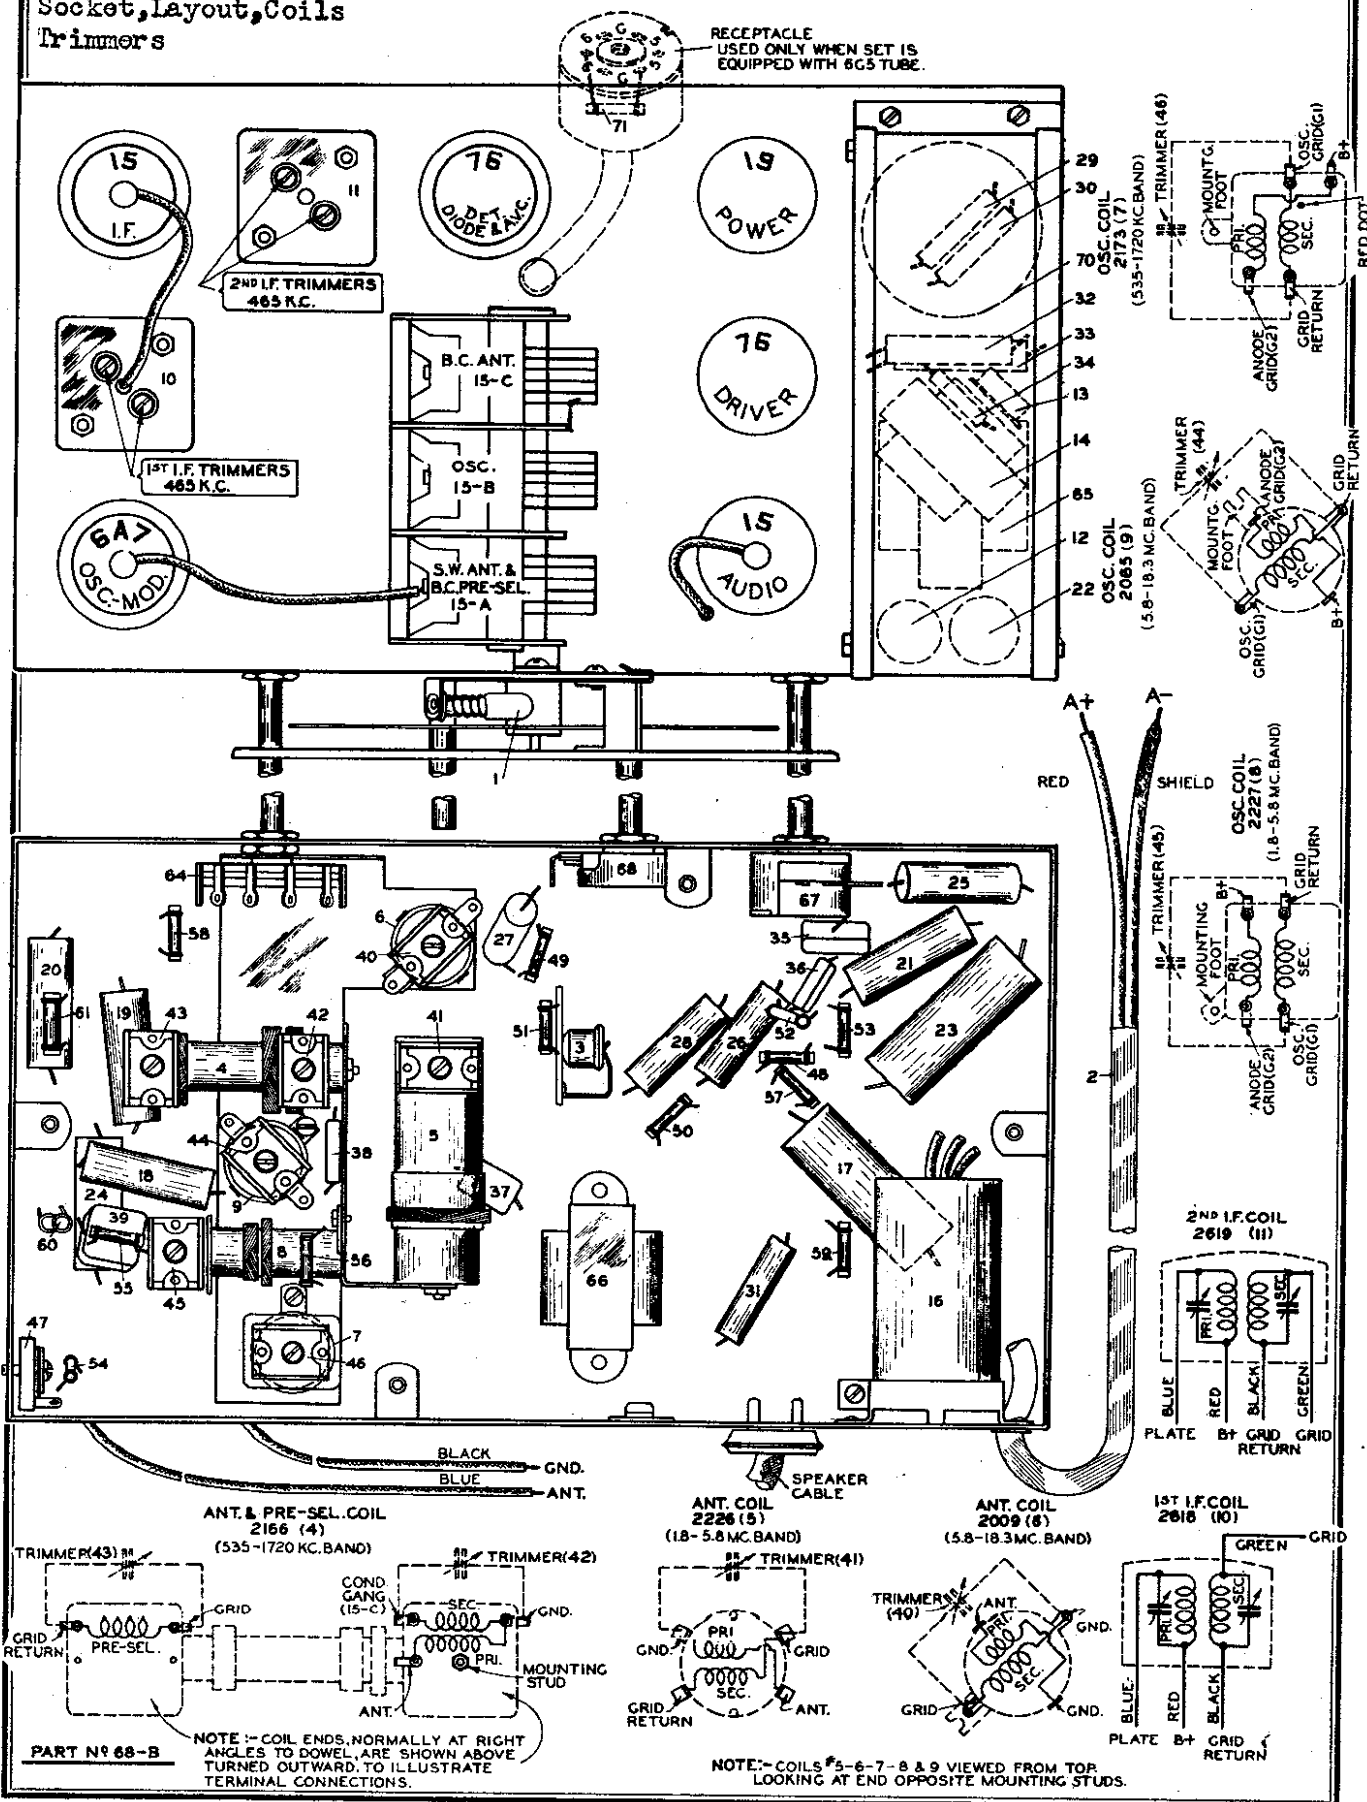 Socket,Layout,Coils
Trimmers
RECEPTACLE
USED ONLY WHEN SET IS
EQUIPPED WITH 6G5 TUBE.
71
15
I.F.
11
2ND I.F. TRIMMERS
465 K.C.
76
DET.
DIODE & A.V.C.
19
POWER
10
1ST I.F. TRIMMERS
465 K.C.
B.C. ANT.
15-C
OSC.
15-B
S.W. ANT. &
B.C. PRE-SEL.
15-A
76
DRIVER
6A7
OSC.-MOD.
15
AUDIO
29
30
70
32
33
34
13
14
65
12
22
1
OSC. COIL
2173 (7)
(535-1720 KC. BAND)
TRIMMER (46)
MOUNTG.
FOOT
PRI.
SEC.
OSC.
GRID(G1)
B+
RED DOT
ANODE
GRID(G2)
GRID
RETURN
OSC. COIL
2065 (9)
(5.8-18.3 MC. BAND)
TRIMMER
(44)
MOUNTG.
FOOT
ANODE
GRID(G2)
GRID
RETURN
PRI.
SEC.
OSC.
GRID(G1)
B+
A+
A-
RED
SHIELD
2
OSC. COIL
2227 (8)
(1.8-5.8 MC. BAND)
TRIMMER (45)
MOUNTING
FOOT
B+
GRID
RETURN
PRI.
SEC.
ANODE
GRID(G2)
OSC.
GRID(G1)
64
58
20
61
19
43
42
4
6
40
27
49
41
51
3
68
67
25
35
36
21
23
28
26
52
53
48
57
50
44
38
5
9
18
24
39
60
55
45
8
56
37
17
59
16
66
31
47
54
7
46
BLACK
GND.
BLUE
ANT.
SPEAKER
CABLE
2ND I.F. COIL
2619 (11)
PRI.
SEC.
BLUE
RED
BLACK
GREEN
PLATE B+ GRID GRID
RETURN
ANT. & PRE-SEL. COIL
2166 (4)
(535-1720 KC. BAND)
TRIMMER(43)
GRID
GRID
RETURN
PRE-SEL.
TRIMMER(42)
COND.
GANG
(15-C)
SEC.
GND.
PRI.
ANT.
MOUNTING
STUD
ANT. COIL
2226 (5)
(1.8-5.8 MC. BAND)
TRIMMER(41)
PRI
GND.
GRID
SEC.
GRID
RETURN
ANT.
ANT. COIL
2009 (6)
(5.8-18.3 MC. BAND)
TRIMMER
(40)
ANT.
PRI.
GND.
SEC.
GRID
GND.
1ST I.F. COIL
2618 (10)
GRID
GREEN
PRI.
SEC.
BLUE
RED
BLACK
PLATE B+ GRID
RETURN
PART Nº 68-B
NOTE:- COIL ENDS, NORMALLY AT RIGHT
ANGLES TO DOWEL, ARE SHOWN ABOVE
TURNED OUTWARD, TO ILLUSTRATE
TERMINAL CONNECTIONS.
NOTE:- COILS #5-6-7-8 & 9 VIEWED FROM TOP.
LOOKING AT END OPPOSITE MOUNTING STUDS.